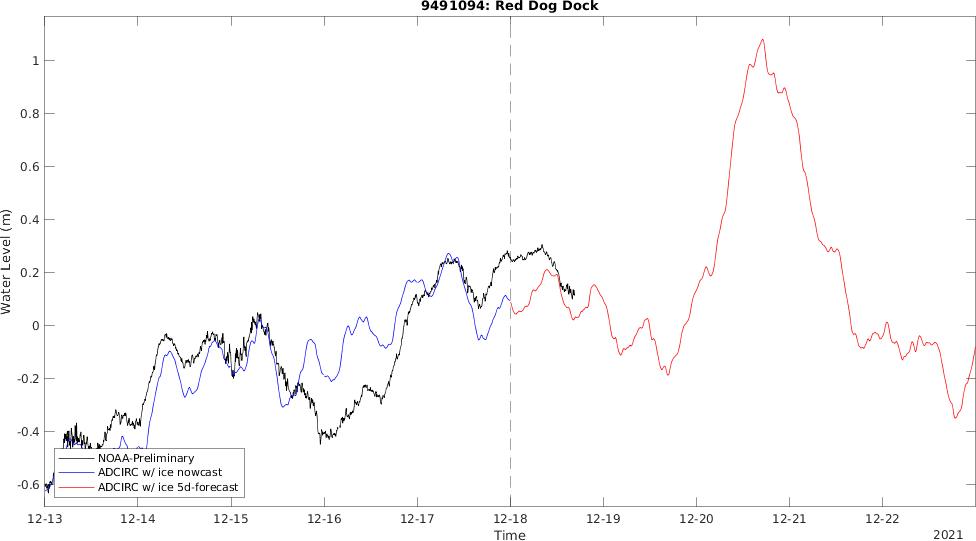 9491094: Red Dog Dock
Water Level (m)
1
0.8
0.6
0.4
0.2
0
-0.2
-0.4
-0.6
NOAA-Preliminary
ADCIRC w/ ice nowcast
ADCIRC w/ ice 5d-forecast
12-13 12-14 12-15 12-16 12-17 12-18 12-19 12-20 12-21 12-22
Time
2021